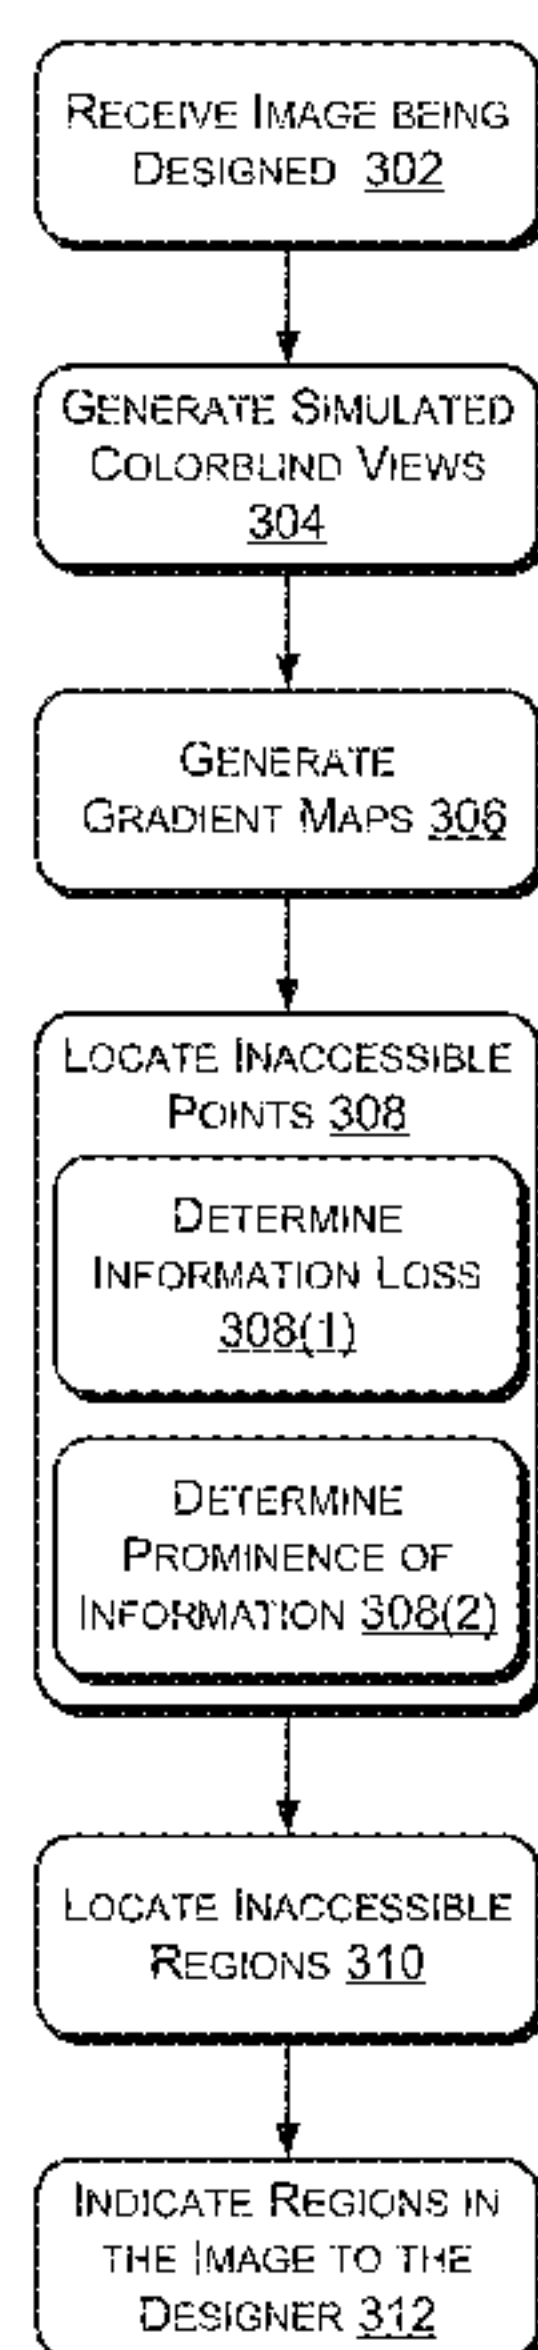 RECEIVE IMAGE BEING
DESIGNED 302
GENERATE SIMULATED
COLORBLIND VIEWS
304
GENERATE
GRADIENT MAPS 306
LOCATE INACCESSIBLE
POINTS 308
DETERMINE
INFORMATION LOSS
308(1)
DETERMINE
PROMINENCE OF
INFORMATION 308(2)
LOCATE INACCESSIBLE
REGIONS 310
INDICATE REGIONS IN
THE IMAGE TO THE
DESIGNER 312